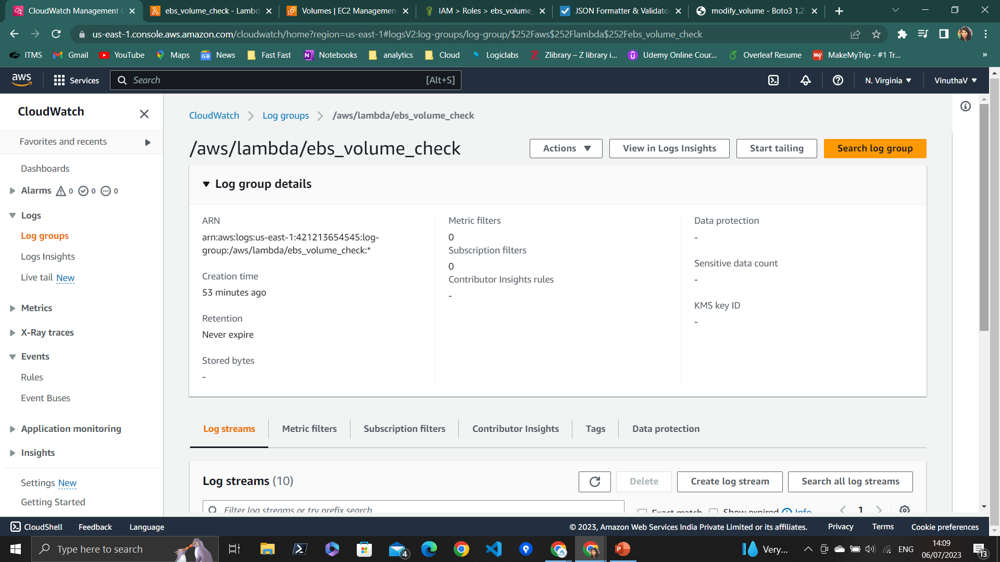 CloudWatch Management C
ebs_volume_check - Lambd
Volumes | EC2 Management
IAM > Roles > ebs_volume_
JSON Formatter & Validato
modify_volume - Boto3 1.2
us-east-1.console.aws.amazon.com/cloudwatch/home?region=us-east-1#logsV2:log-groups/log-group/$252Faws$252Flambda$252Febs_volume_check
ITMS
Gmail
YouTube
Maps
News
Fast Fast
Notebooks
analytics
Cloud
Logiclabs
Zlibrary – Z library i...
Udemy Online Cour...
Overleaf Resume
MakeMyTrip - #1 Tr...
»
aws
Services
Search
[Alt+S]
N. Virginia
VinuthaV
CloudWatch
Favorites and recents
Dashboards
Alarms 0 0 0
Logs
Log groups
Logs Insights
Live tail New
Metrics
X-Ray traces
Events
Rules
Event Buses
Application monitoring
Insights
Settings New
Getting Started
CloudWatch
Log groups
/aws/lambda/ebs_volume_check
/aws/lambda/ebs_volume_check
Actions
View in Logs Insights
Start tailing
Search log group
Log group details
ARN
arn:aws:logs:us-east-1:421213654545:log-
group:/aws/lambda/ebs_volume_check:*
Creation time
53 minutes ago
Retention
Never expire
Stored bytes
-
Metric filters
0
Subscription filters
0
Contributor Insights rules
-
Data protection
-
Sensitive data count
-
KMS key ID
-
Log streams
Metric filters
Subscription filters
Contributor Insights
Tags
Data protection
Log streams (10)
Delete
Create log stream
Search all log streams
Filter log streams or try prefix search
Exact match
Show expired
Info
1
CloudShell
Feedback
Language
© 2023, Amazon Web Services India Private Limited or its affiliates.
Privacy
Terms
Cookie preferences
Type here to search
4
Very...
ENG
14:09
06/07/2023
13